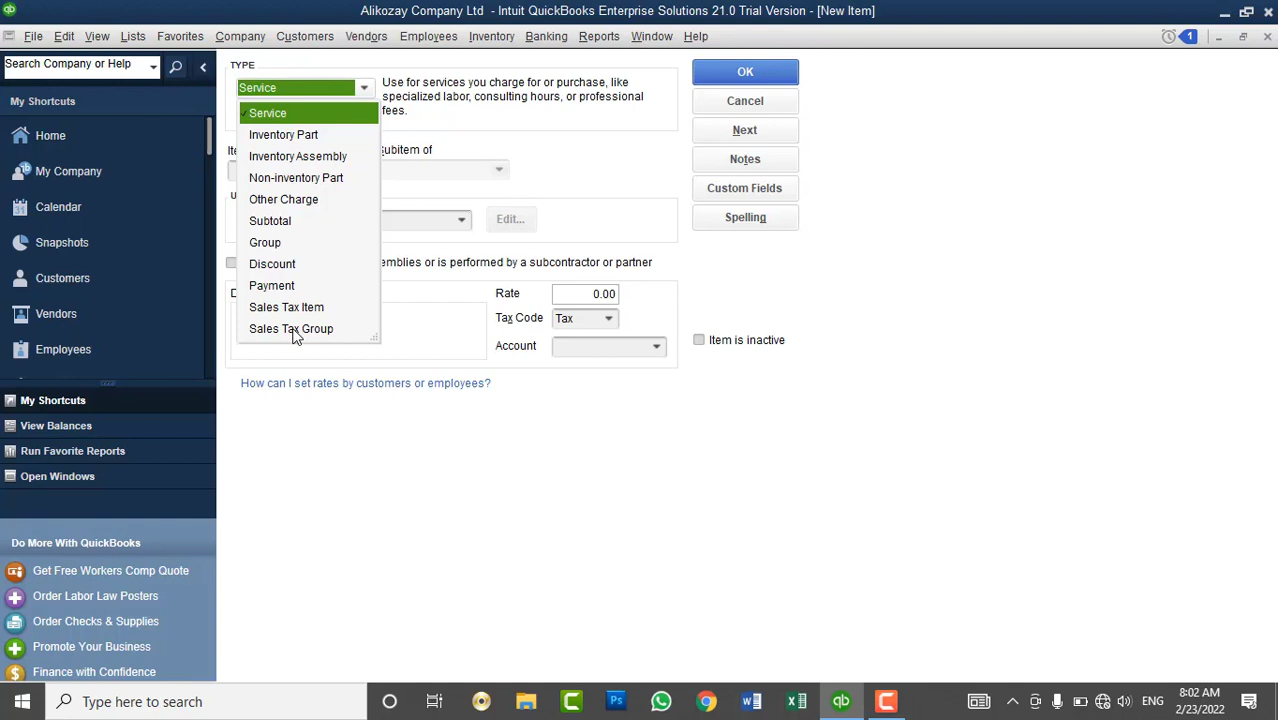 Alikozay Company Ltd - Intuit QuickBooks Enterprise Solutions 21.0 Trial Version - [New Item]
File Edit View Lists Favorites Company Customers Vendors Employees Inventory Banking Reports Window Help
1
Search Company or Help
My Shortcuts
Home
My Company
Calendar
Snapshots
Customers
Vendors
Employees
My Shortcuts
View Balances
Run Favorite Reports
Open Windows
Do More With QuickBooks
Get Free Workers Comp Quote
Order Labor Law Posters
Order Checks & Supplies
Promote Your Business
Finance with Confidence
TYPE
Service
Use for services you charge for or purchase, like
specialized labor, consulting hours, or professional
fees.
Service
Inventory Part
Inventory Assembly
Non-inventory Part
Other Charge
Subtotal
Group
Discount
Payment
Sales Tax Item
Sales Tax Group
Subitem of
Edit...
emblies or is performed by a subcontractor or partner
Rate 0.00
Tax Code Tax
Account
How can I set rates by customers or employees?
OK
Cancel
Next
Notes
Custom Fields
Spelling
Item is inactive
Type here to search
Ps
ENG
8:02 AM
2/23/2022